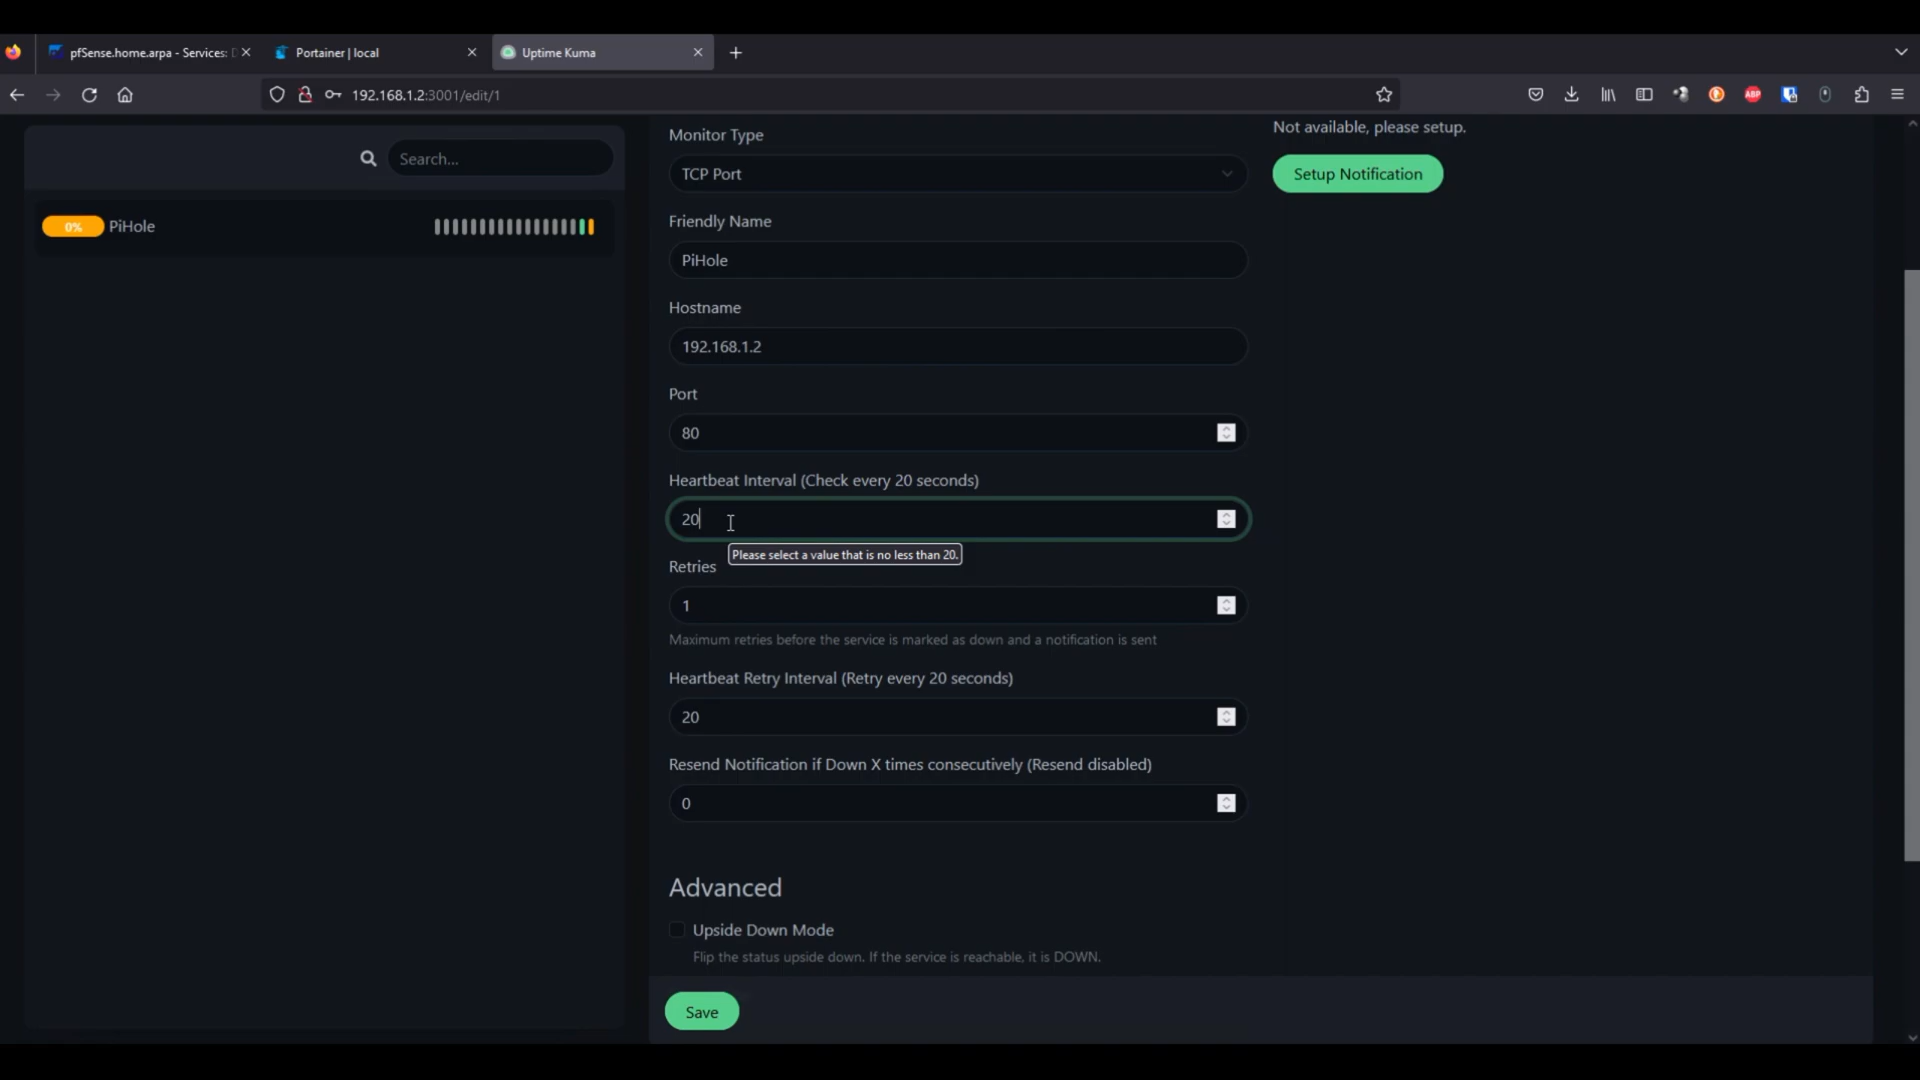 pfSense.home.arpa - Services: D
Portainer | local
Uptime Kuma
192.168.1.2:3001/edit/1
ABP
Search...
0% PiHole
Monitor Type
TCP Port
Friendly Name
PiHole
Hostname
192.168.1.2
Port
80
Heartbeat Interval (Check every 20 seconds)
20
Please select a value that is no less than 20.
Retries
1
Maximum retries before the service is marked as down and a notification is sent
Heartbeat Retry Interval (Retry every 20 seconds)
20
Resend Notification if Down X times consecutively (Resend disabled)
0
Advanced
Upside Down Mode
Flip the status upside down. If the service is reachable, it is DOWN.
Save
Not available, please setup.
Setup Notification